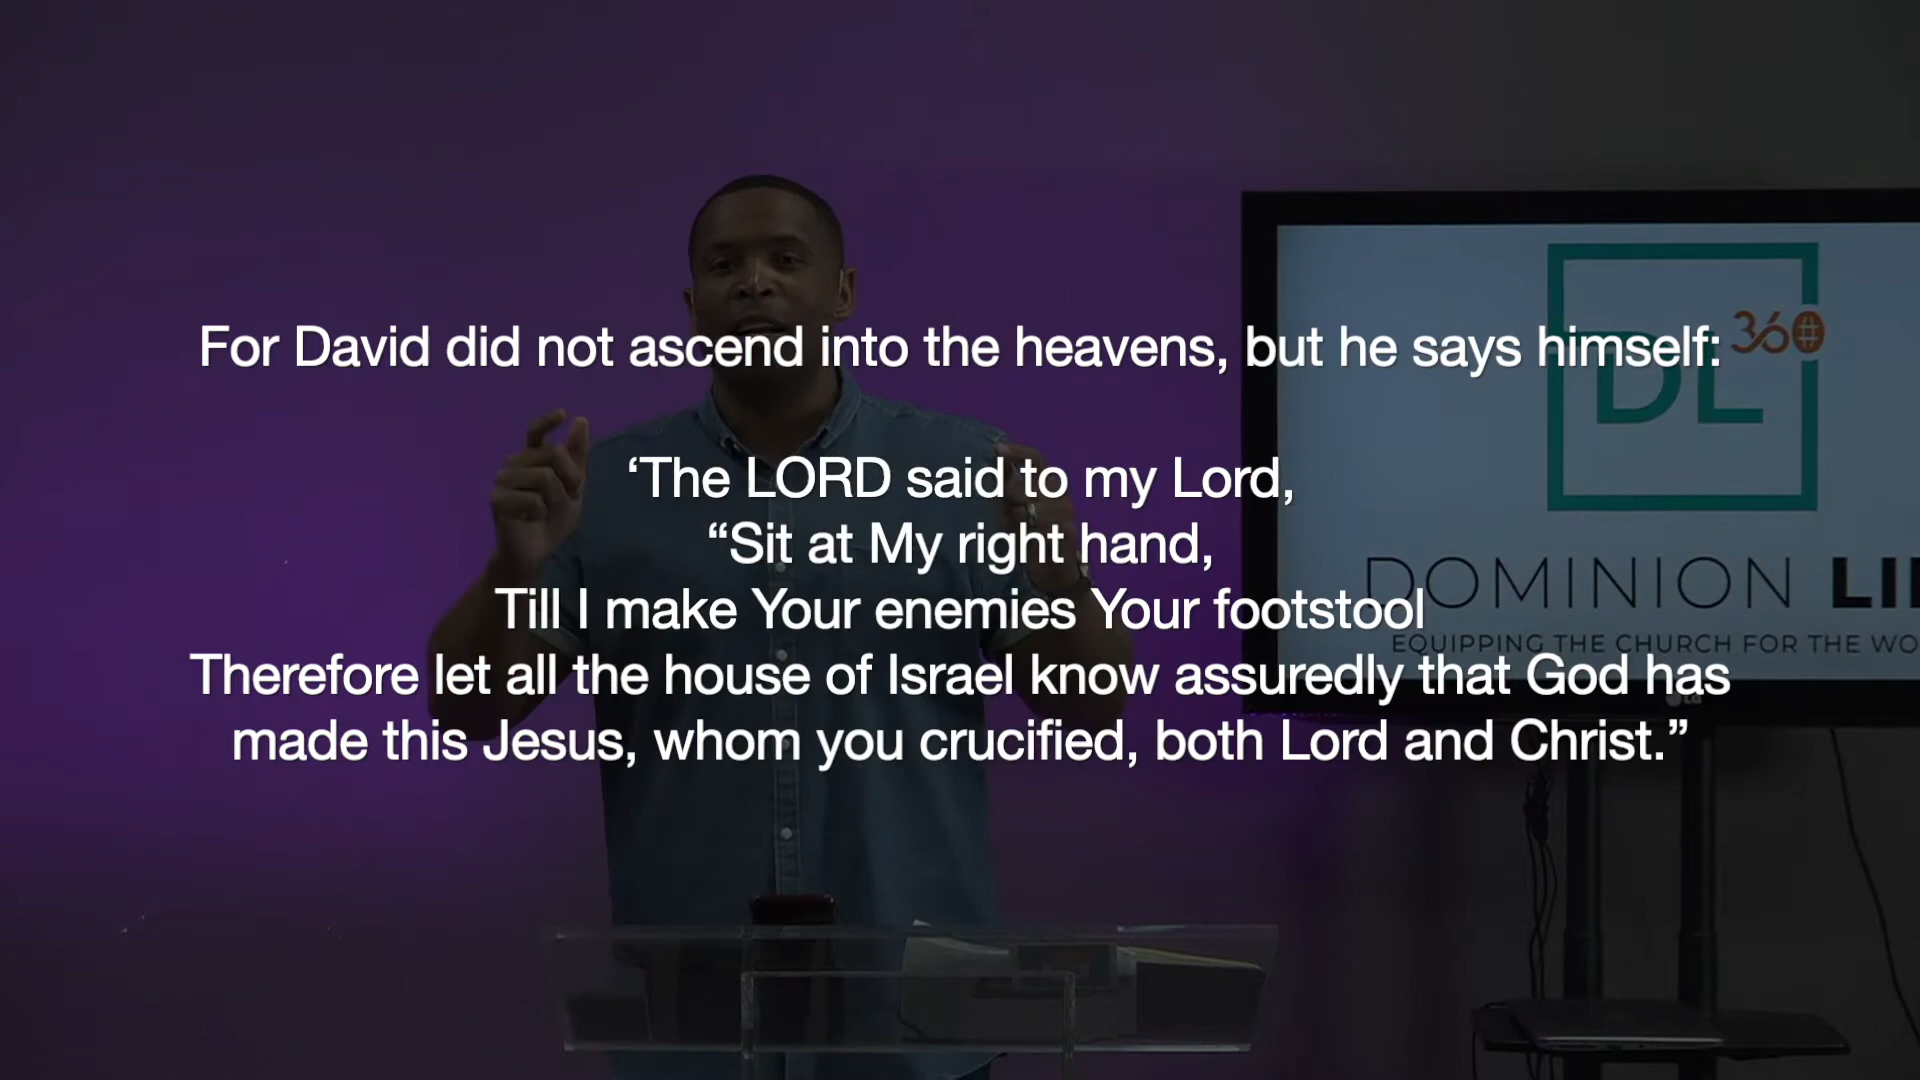 For David did not ascend into the heavens, but he says himself:
‘The LORD said to my Lord,
“Sit at My right hand,
Till I make Your enemies Your footstool
Therefore let all the house of Israel know assuredly that God has
made this Jesus, whom you crucified, both Lord and Christ.”
360
DL
DOMINION LI
EQUIPPING THE CHURCH FOR THE WO